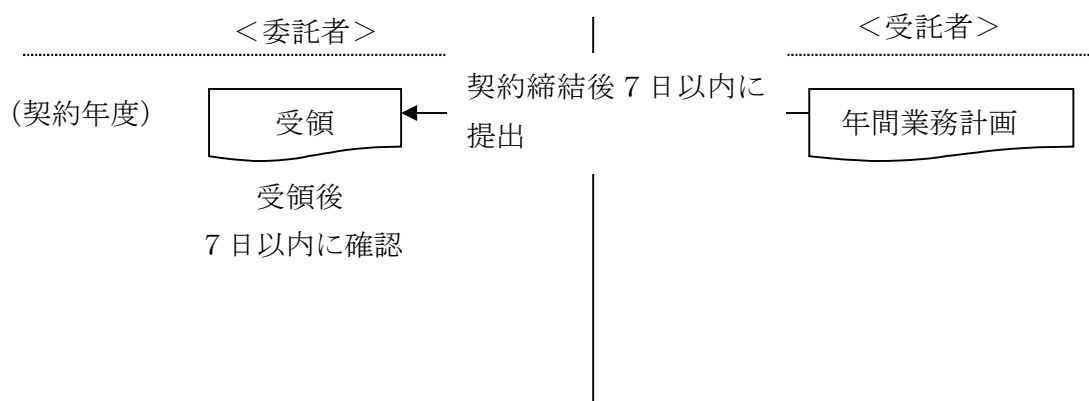 ＜委託者＞
＜受託者＞
(契約年度)
受領
契約締結後７日以内に
提出
年間業務計画
受領後
７日以内に確認